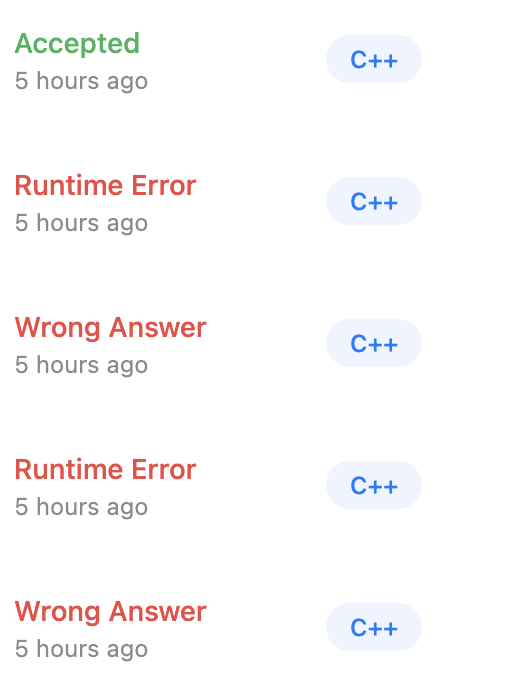 Accepted
5 hours ago
C++
Runtime Error
5 hours ago
C++
Wrong Answer
5 hours ago
C++
Runtime Error
5 hours ago
C++
Wrong Answer
5 hours ago
C++